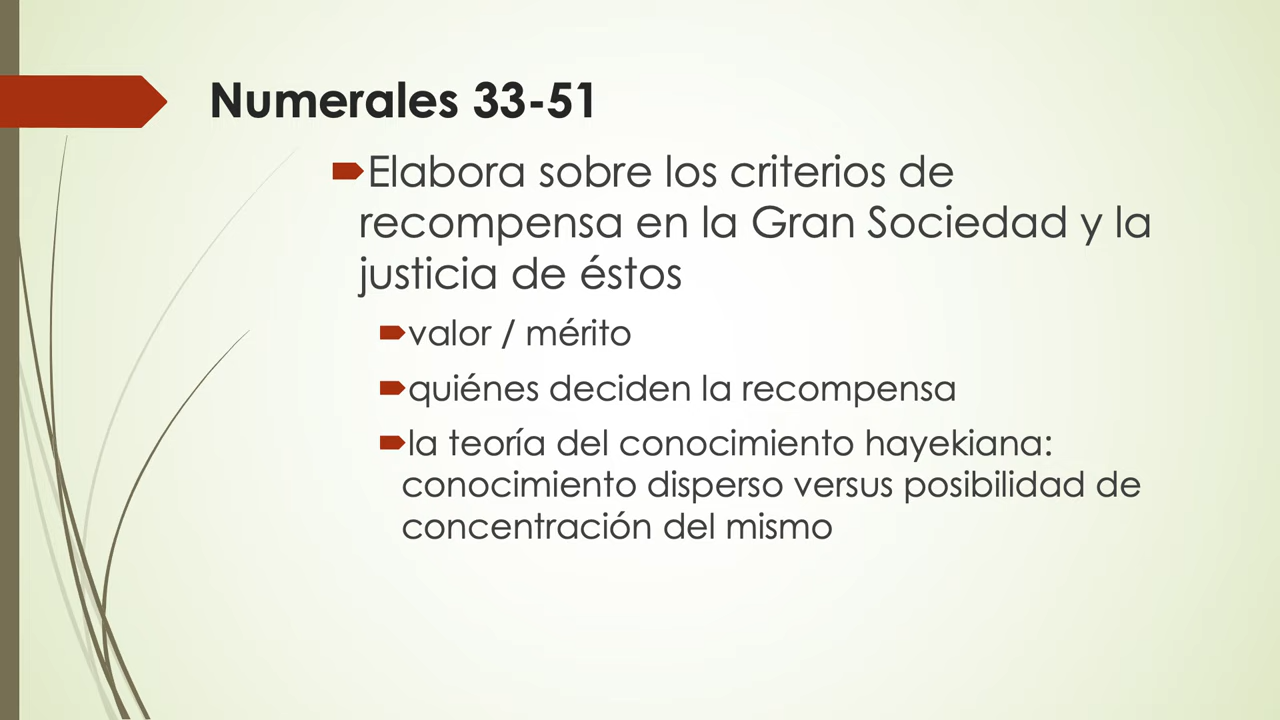 Numerales 33-51
Elabora sobre los criterios de
recompensa en la Gran Sociedad y la
justicia de éstos
valor / mérito
quiénes deciden la recompensa
la teoría del conocimiento hayekiana:
conocimiento disperso versus posibilidad de
concentración del mismo